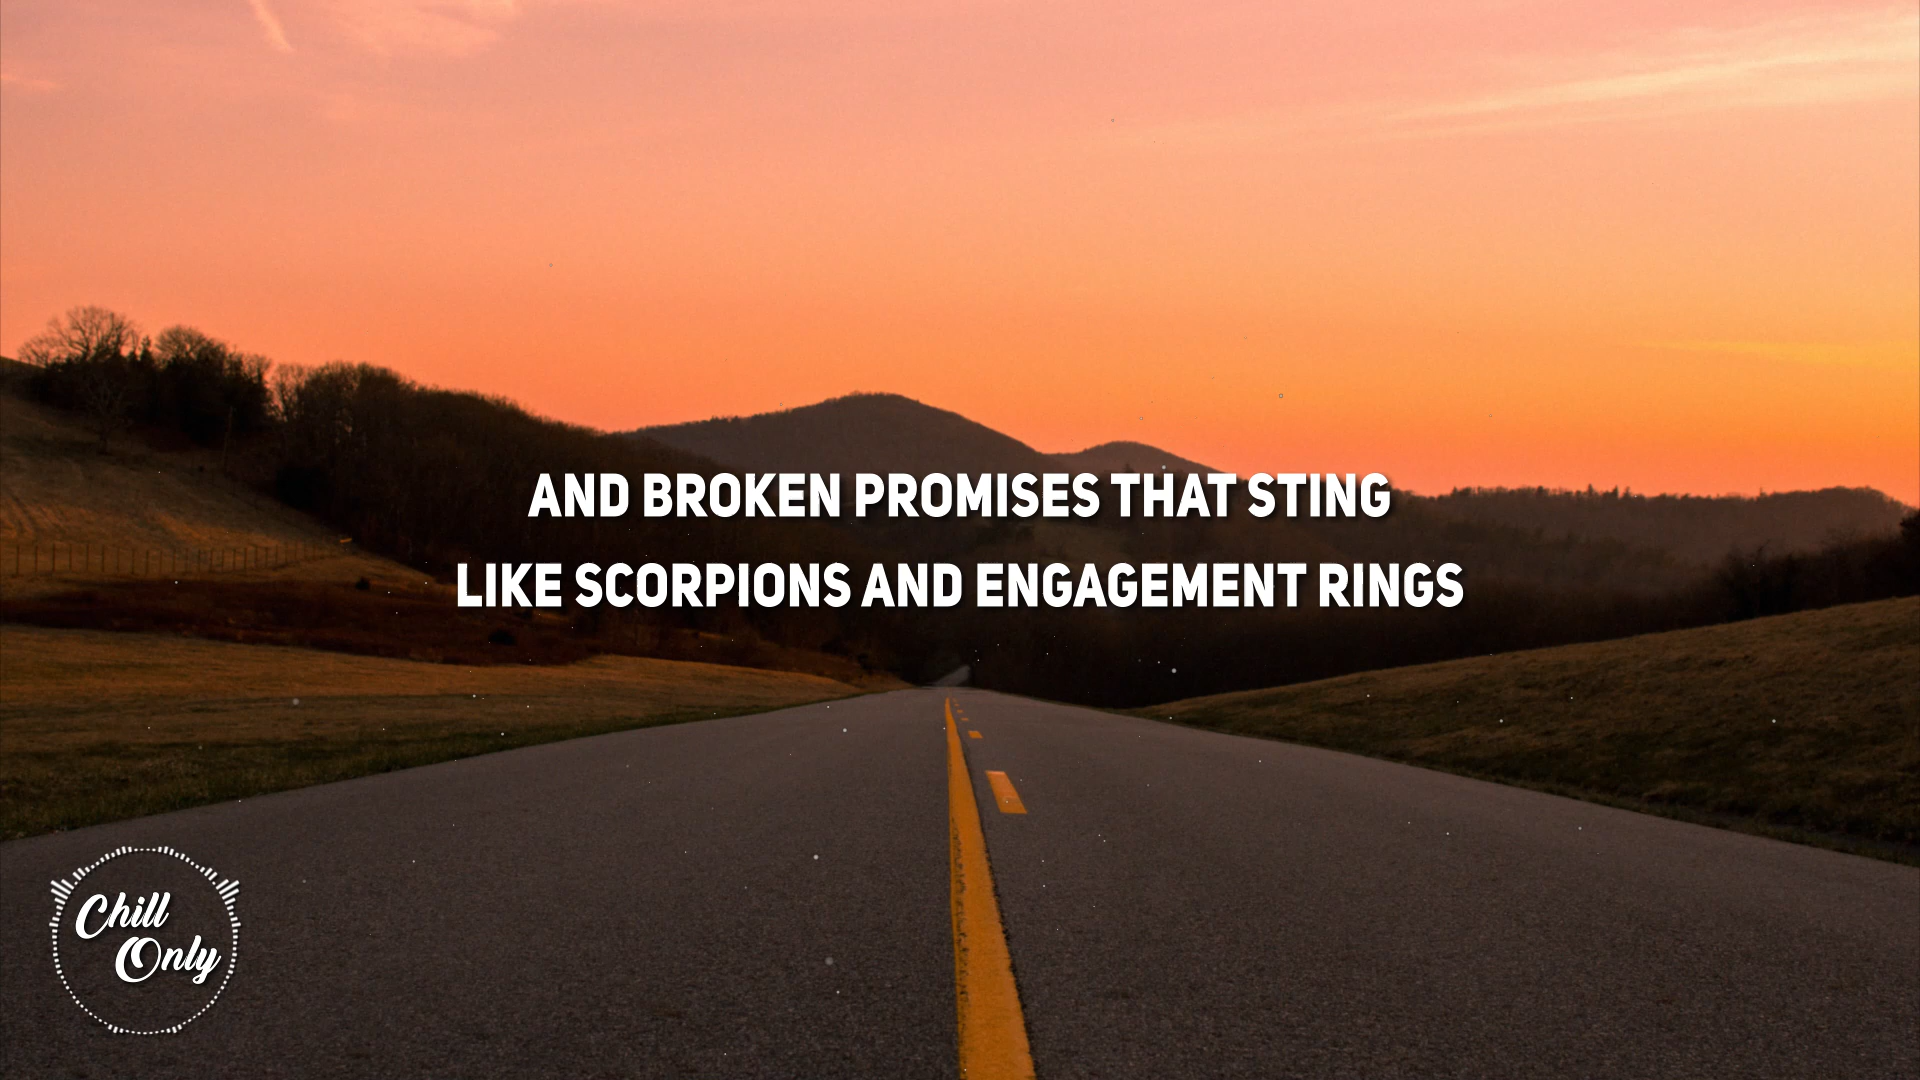 AND BROKEN PROMISES THAT STING
LIKE SCORPIONS AND ENGAGEMENT RINGS
Chill
Only